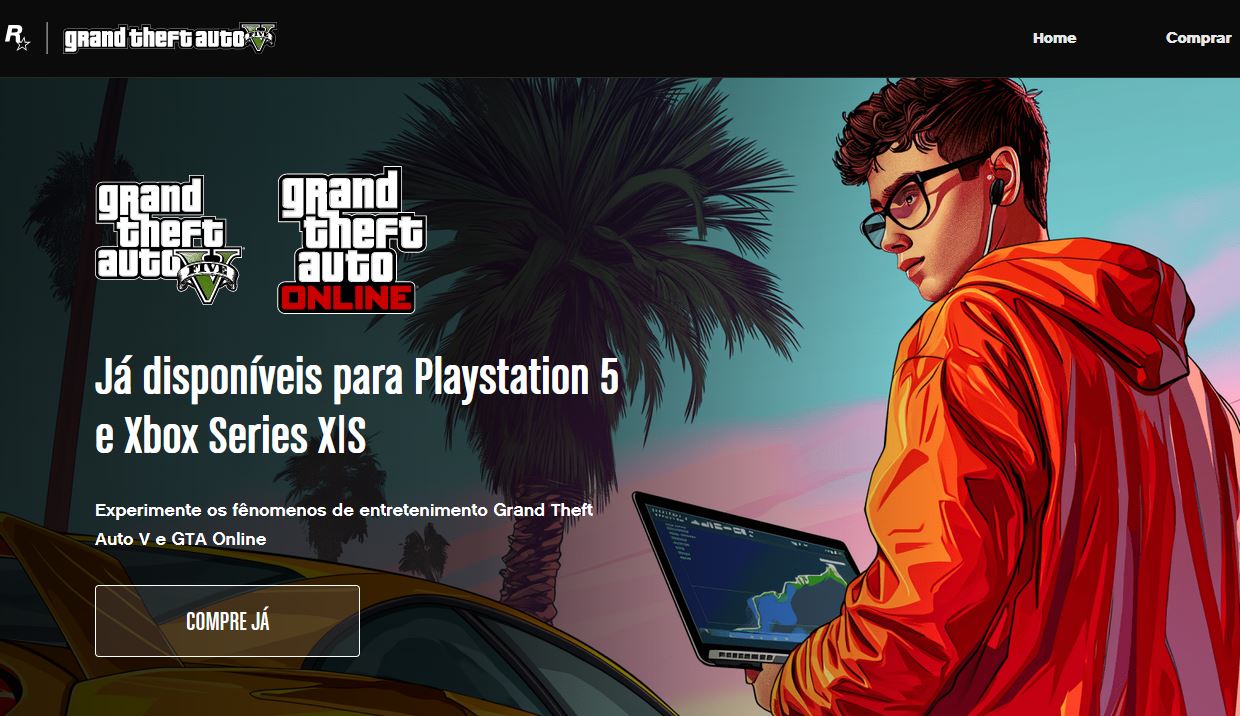 R
grand theft auto V FIVE
Home
Comprar
grand
theft
auto
FIVE
V
grand
theft
auto
ONLINE
Já disponíveis para Playstation 5
e Xbox Series X|S
Experimente os fênomenos de entretenimento Grand Theft
Auto V e GTA Online
COMPRE JÁ